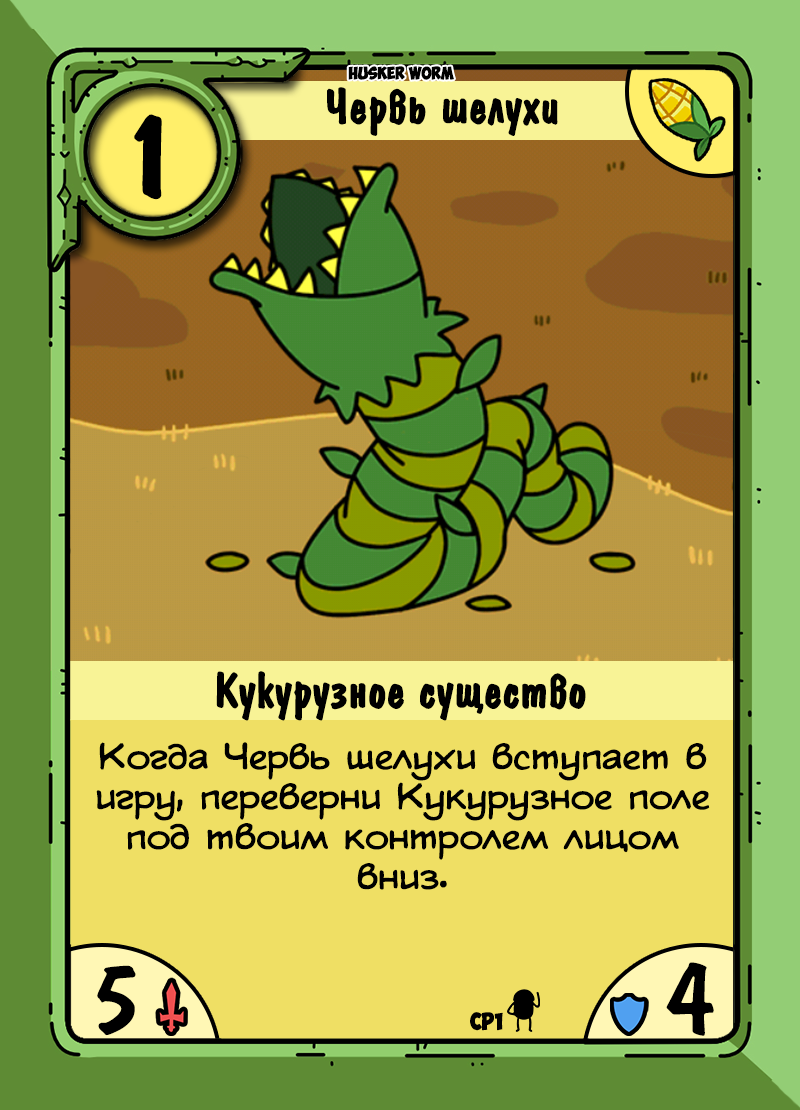 HUSKER WORM
Червь шелухи
1
Кукурузное существо
Когда Червь шелухи вступает в
игру, переверни Кукурузное поле
под твоим контролем лицом
вниз.
5
CP1
4